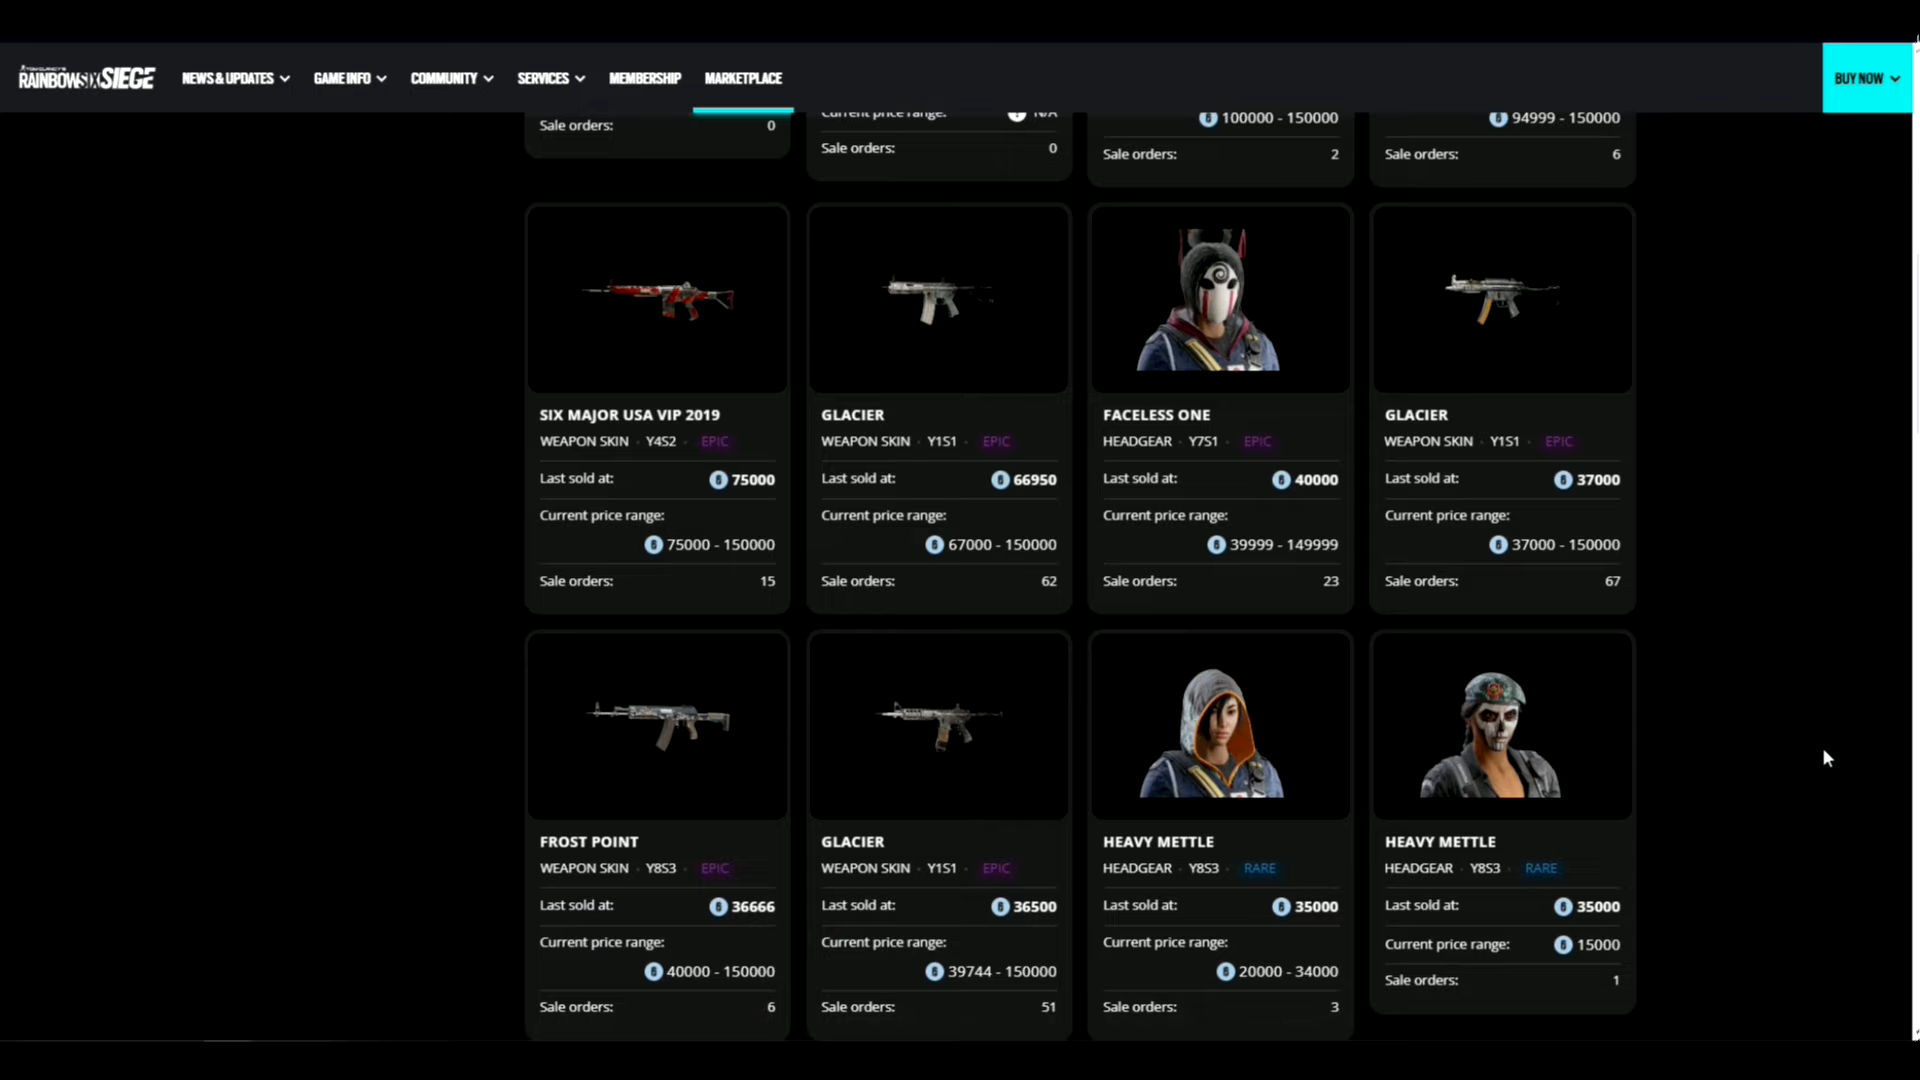 TOM CLANCY'S
RAINBOWSIX SIEGE
NEWS & UPDATES
GAME INFO
COMMUNITY
SERVICES
MEMBERSHIP
MARKETPLACE
BUY NOW
Sale orders: 0
Current price range: N/A
Sale orders: 0
100000 - 150000
Sale orders: 2
94999 - 150000
Sale orders: 6
SIX MAJOR USA VIP 2019
WEAPON SKIN · Y4S2 · EPIC
Last sold at: 75000
Current price range:
75000 - 150000
Sale orders: 15
GLACIER
WEAPON SKIN · Y1S1 · EPIC
Last sold at: 66950
Current price range:
67000 - 150000
Sale orders: 62
FACELESS ONE
HEADGEAR · Y7S1 · EPIC
Last sold at: 40000
Current price range:
39999 - 149999
Sale orders: 23
GLACIER
WEAPON SKIN · Y1S1 · EPIC
Last sold at: 37000
Current price range:
37000 - 150000
Sale orders: 67
FROST POINT
WEAPON SKIN · Y8S3 · EPIC
Last sold at: 36666
Current price range:
40000 - 150000
Sale orders: 6
GLACIER
WEAPON SKIN · Y1S1 · EPIC
Last sold at: 36500
Current price range:
39744 - 150000
Sale orders: 51
HEAVY METTLE
HEADGEAR · Y8S3 · RARE
Last sold at: 35000
Current price range:
20000 - 34000
Sale orders: 3
HEAVY METTLE
HEADGEAR · Y8S3 · RARE
Last sold at: 35000
Current price range: 15000
Sale orders: 1